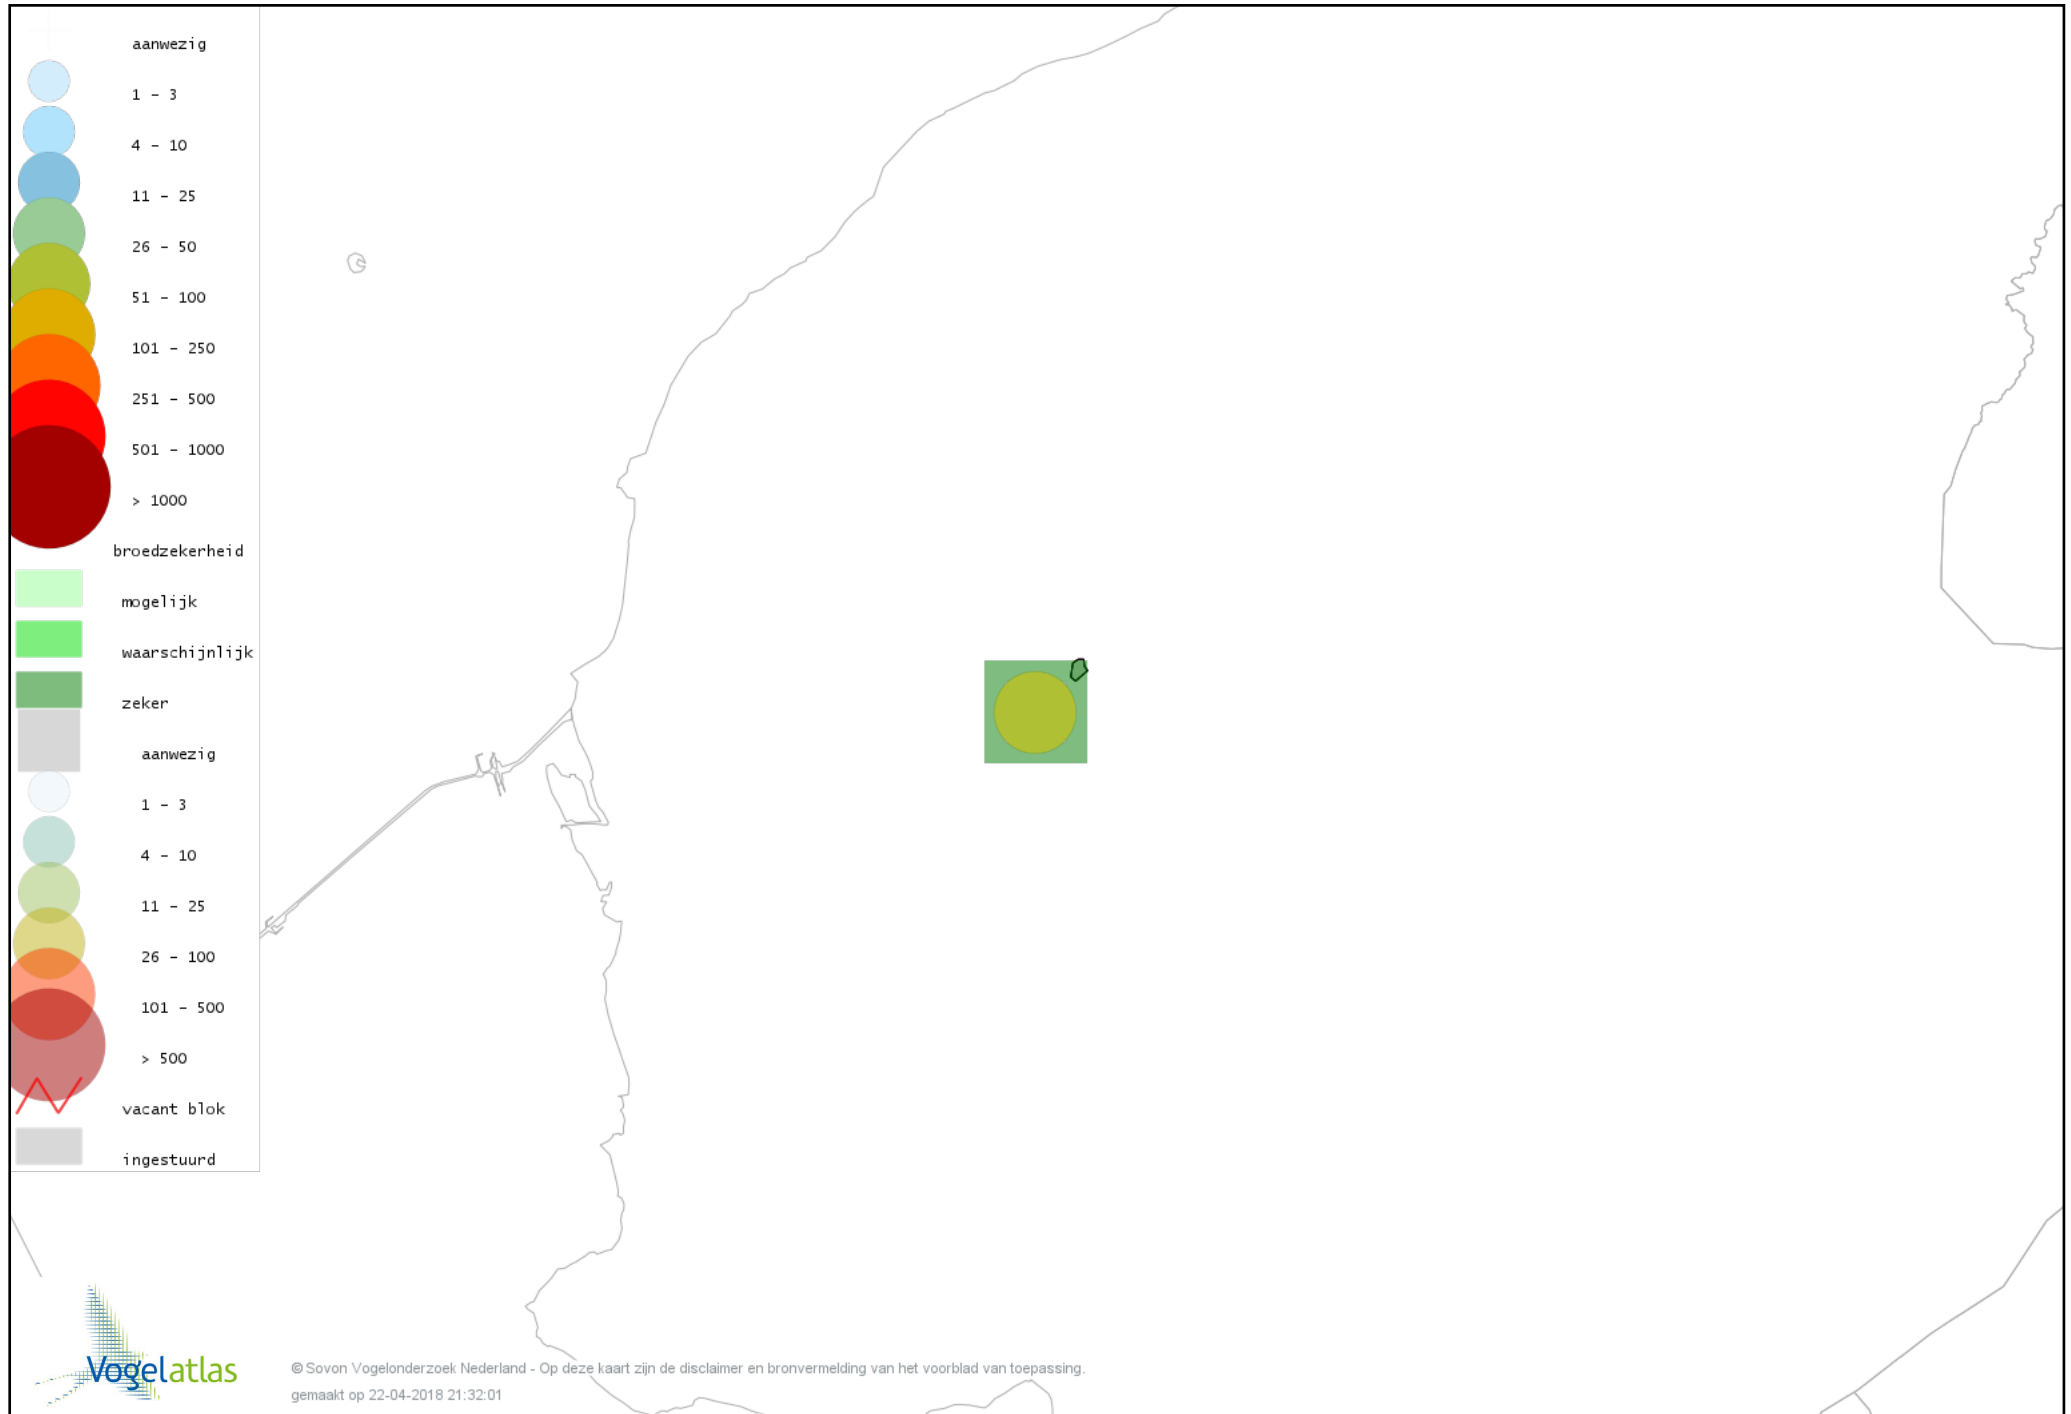 aanwezig
1 - 3
4 - 10
11 - 25
26 - 50
51 - 100
101 - 250
251 - 500
501 - 1000
> 1000
broedzekerheid
mogelijk
waarschijnlijk
zeker
aanwezig
1 - 3
4 - 10
11 - 25
26 - 100
101 - 500
> 500
vacant blok
ingestuurd
Vogelatlas
© Sovon Vogelonderzoek Nederland - Op deze kaart zijn de disclaimer en bronvermelding van het voorblad van toepassing.
gemaakt op 22-04-2018 21:32:01